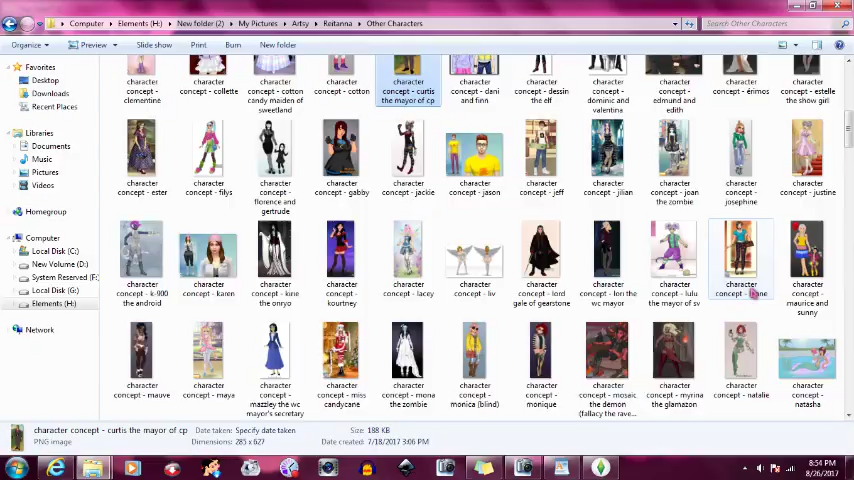 Computer ▸ Elements (H:) ▸ New folder (2) ▸ My Pictures ▸ Artsy ▸ Reitanna ▸ Other Characters
Search Other Characters
Organize Preview Slide show Print Burn New folder
Favorites
Desktop
Downloads
Recent Places
Libraries
Documents
Music
Pictures
Videos
Homegroup
Computer
Local Disk (C:)
New Volume (D:)
System Reserved (F:
Local Disk (G:)
Elements (H:)
Network
character concept - clementine
character concept - collette
character concept - cotton candy maiden of sweetland
character concept - cotton
character concept - curtis the mayor of cp
character concept - dani and finn
character concept - dessin the elf
character concept - dominic and valentina
character concept - edmund and edith
character concept - érimos
character concept - estelle the show girl
character concept - ester
character concept - filys
character concept - florence and gertrude
character concept - gabby
character concept - jackie
character concept - jason
character concept - jeff
character concept - jilian
character concept - joan the zombie
character concept - josephine
character concept - justine
character concept - k-900 the android
character concept - karen
character concept - kirie the onryo
character concept - kourtney
character concept - lacey
character concept - liv
character concept - lord gale of gearstone
character concept - lori the wc mayor
character concept - lulu the mayor of sv
character concept -
character concept - maurice and sunny
character concept - mauve
character concept - maya
character concept - mazzley the wc mayor's secretary
character concept - miss candycane
character concept - mona the zombie
character concept - monica (blind)
character concept - monique
character concept - mosaic the demon (fallacy the rave...
character concept - myrina the glamazon
character concept - natalie
character concept - natasha
character concept - curtis the mayor of cp Date taken: Specify date taken Size: 188 KB
PNG image Dimensions: 285 x 627 Date created: 7/18/2017 3:06 PM
8:54 PM
8/26/2017